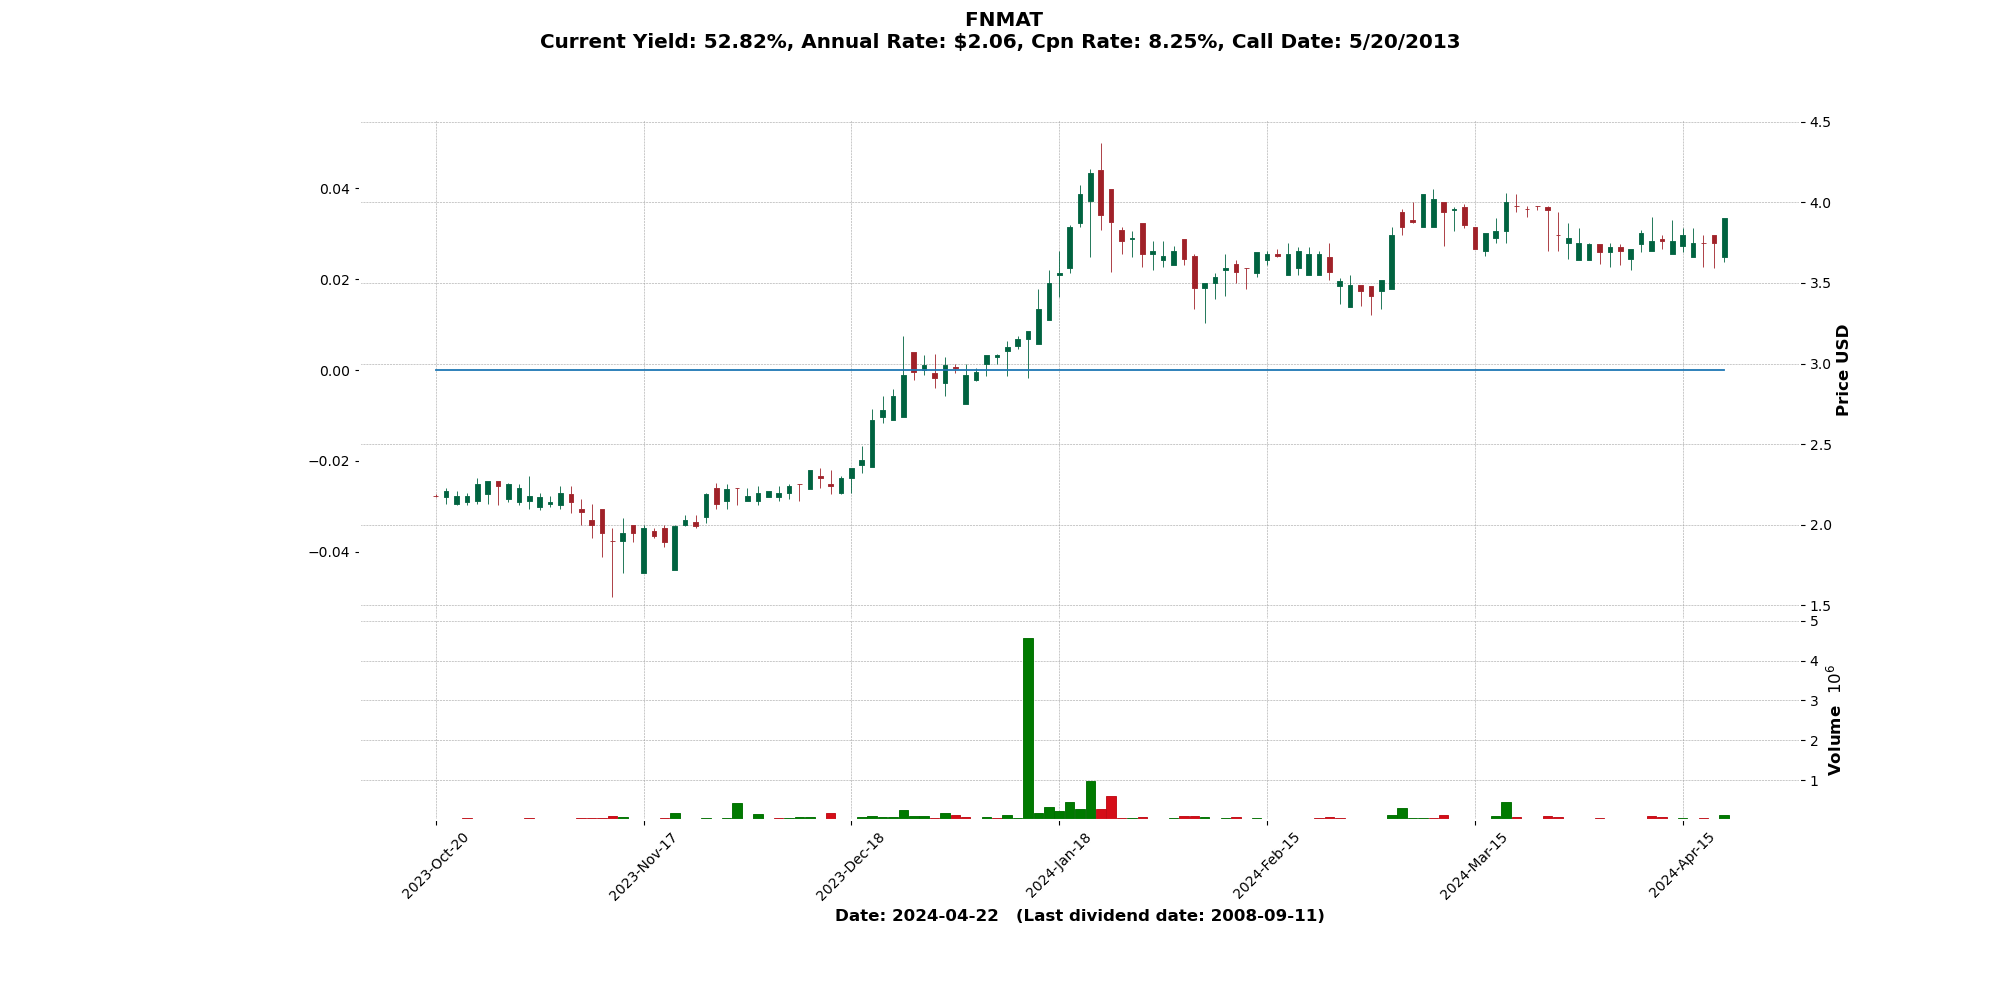 FNMAT
Current Yield: 52.82%, Annual Rate: $2.06, Cpn Rate: 8.25%, Call Date: 5/20/2013
0.04
0.02
0.00
−0.02
−0.04
4.5
4.0
3.5
3.0
2.5
2.0
1.5
Price USD
5
4
3
2
1
Volume 10^6
2023-Oct-20
2023-Nov-17
2023-Dec-18
2024-Jan-18
2024-Feb-15
2024-Mar-15
2024-Apr-15
Date: 2024-04-22 (Last dividend date: 2008-09-11)